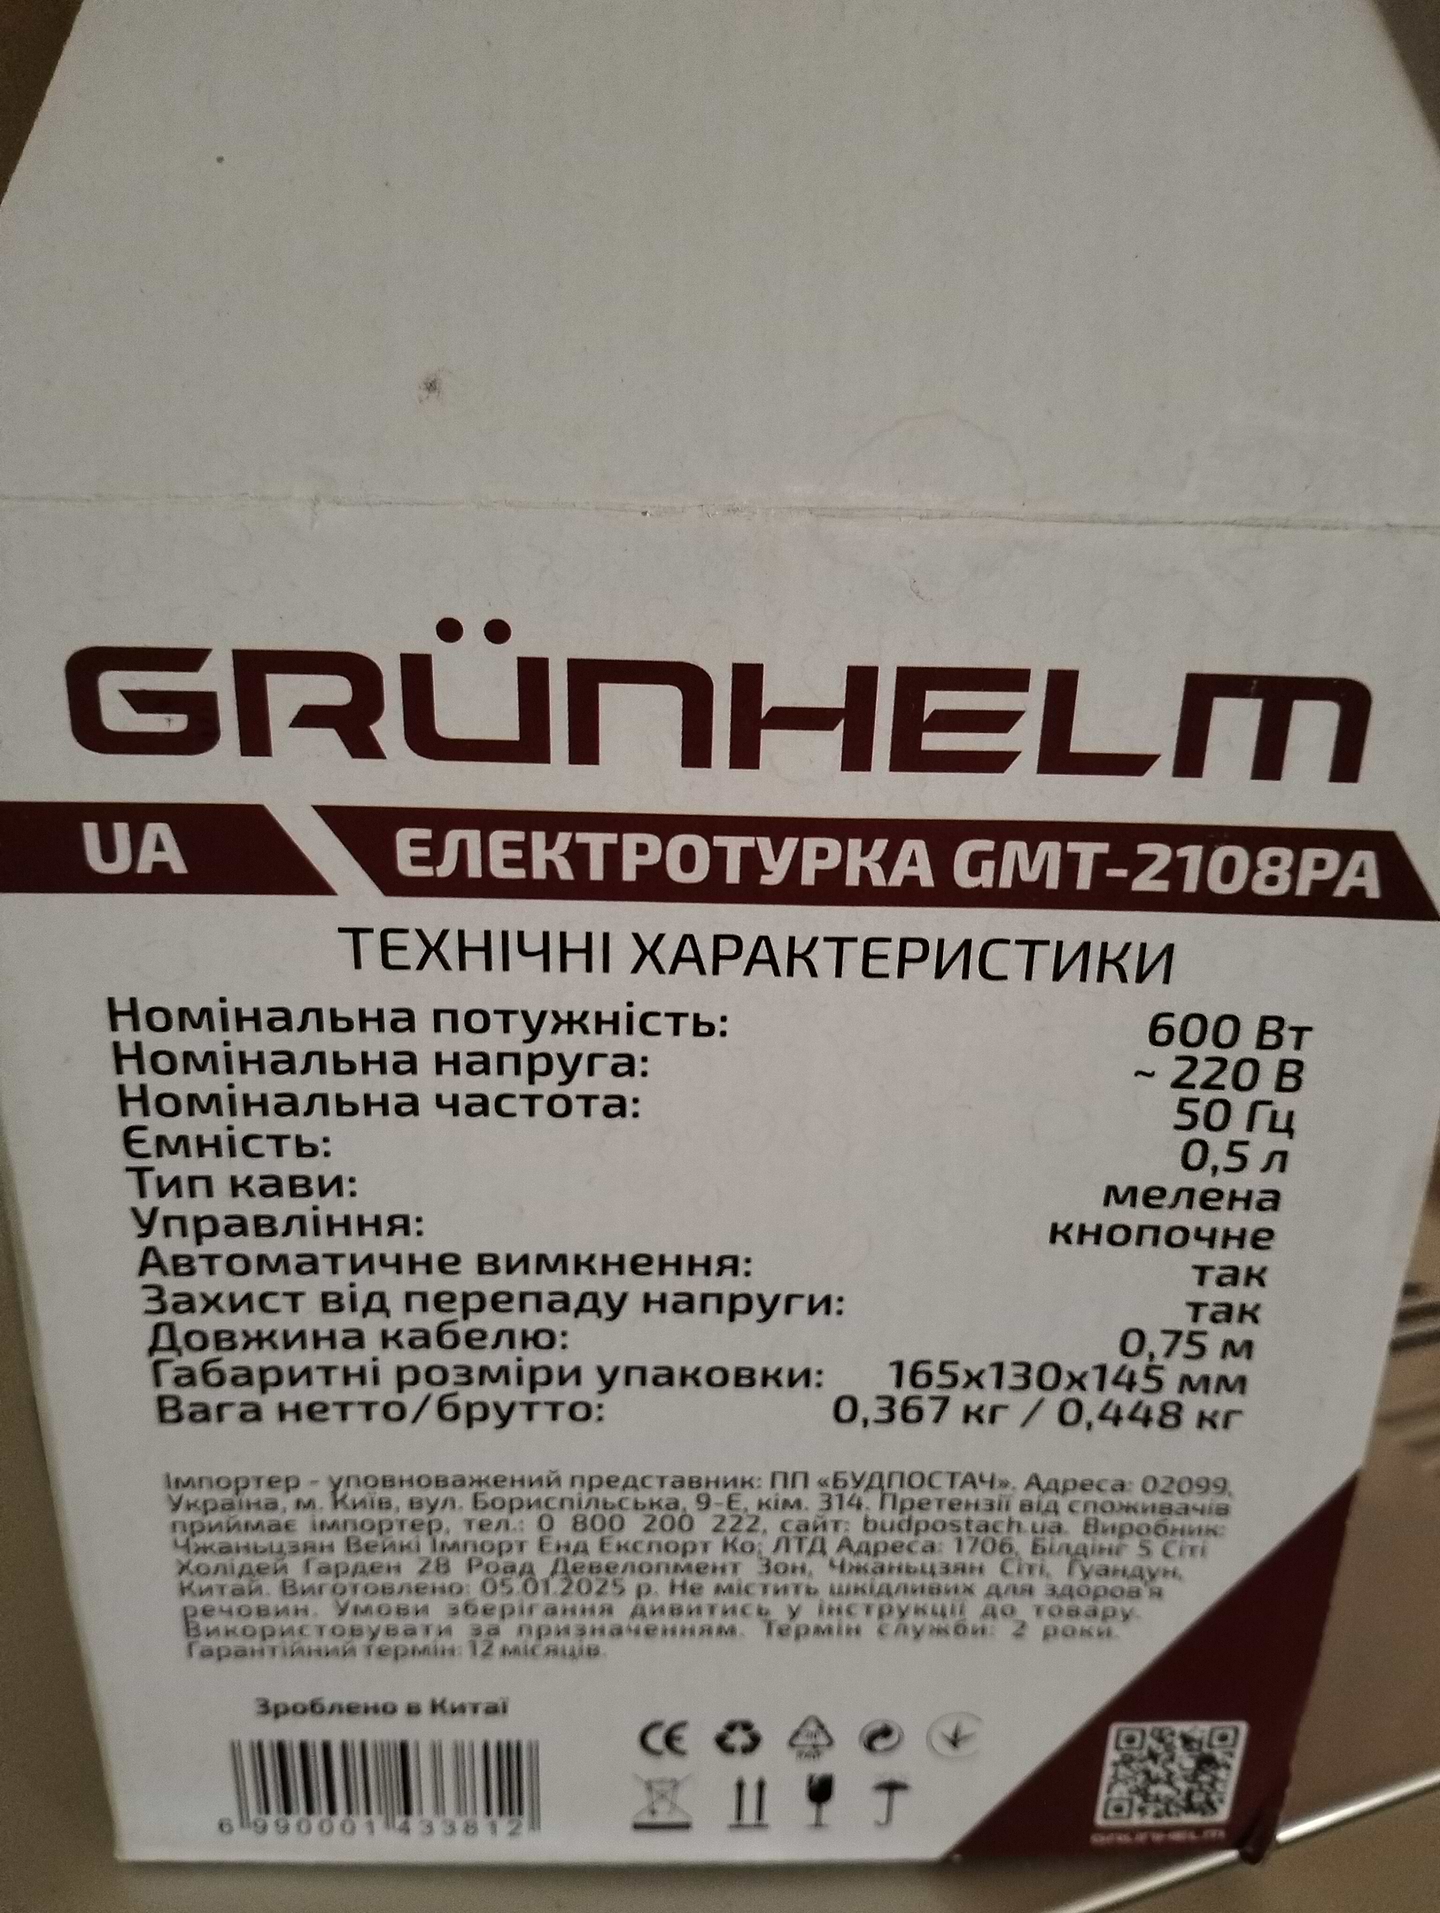 GRÜNHELM
UA
ЕЛЕКТРОТУРКА GMT-2108PA
ТЕХНІЧНІ ХАРАКТЕРИСТИКИ
Номінальна потужність: 600 Вт
Номінальна напруга: ~ 220 В
Номінальна частота: 50 Гц
Ємність: 0,5 л
Тип кави: мелена
Управління: кнопочне
Автоматичне вимкнення: так
Захист від перепаду напруги: так
Довжина кабелю: 0,75 м
Габаритні розміри упаковки: 165x130x145 мм
Вага нетто/брутто: 0,367 кг / 0,448 кг
Імпортер - уповноважений представник: ПП «БУДПОСТАЧ». Адреса: 02099,
Україна, м. Київ, вул. Бориспільська, 9-Е, кім. 314. Претензії від споживачів
приймає імпортер, тел.: 0 800 200 222, сайт: budpostach.ua. Виробник:
Чжаньцзян Вейкі Імпорт Енд Експорт Ко; ЛТД Адреса: 1706, Білдінг 5 Сіті
Холідей Гарден 28 Роад Девелопмент Зон, Чжаньцзян Сіті, Гуандун,
Китай. Виготовлено: 05.01.2025 р. Не містить шкідливих для здоров'я
речовин. Умови зберігання дивитись у інструкції до товару.
Використовувати за призначенням. Термін служби: 2 роки.
Гарантійний термін: 12 місяців.
Зроблено в Китаї
CE
6 990001 433812
GRUNHELM